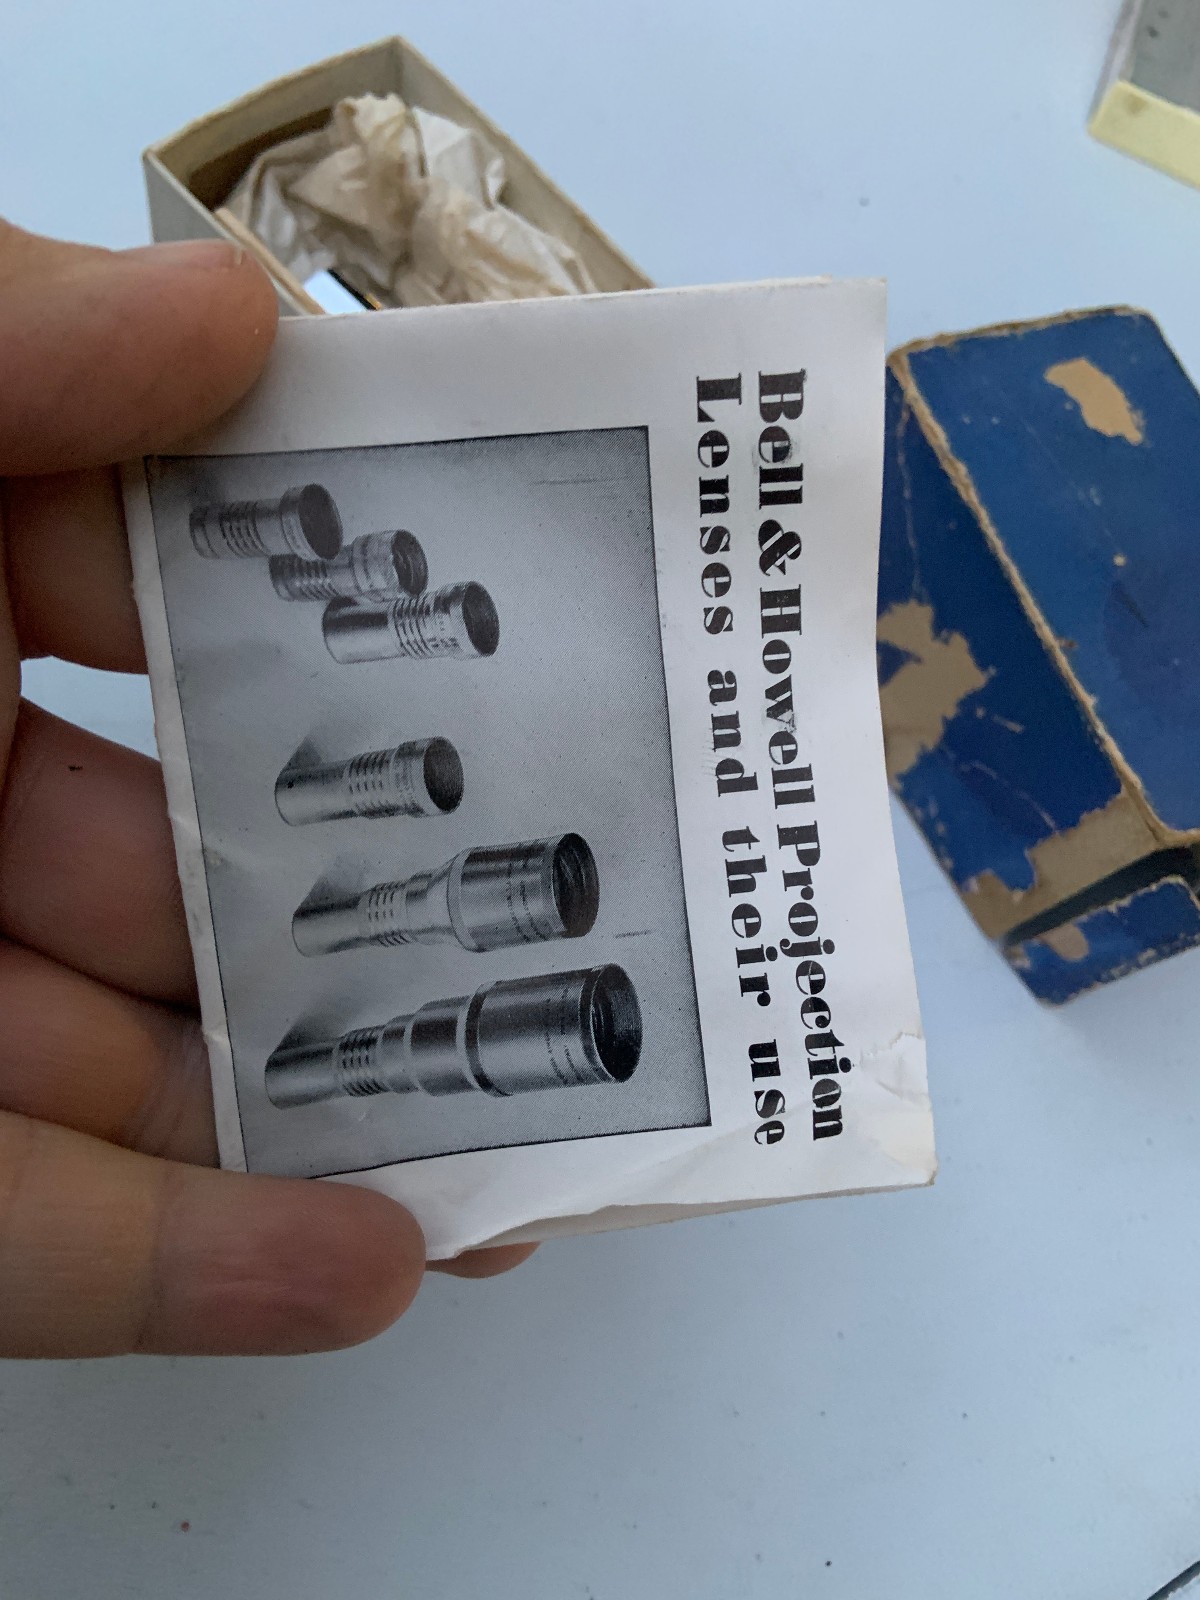 Bell & Howell Projection
Lenses and their use